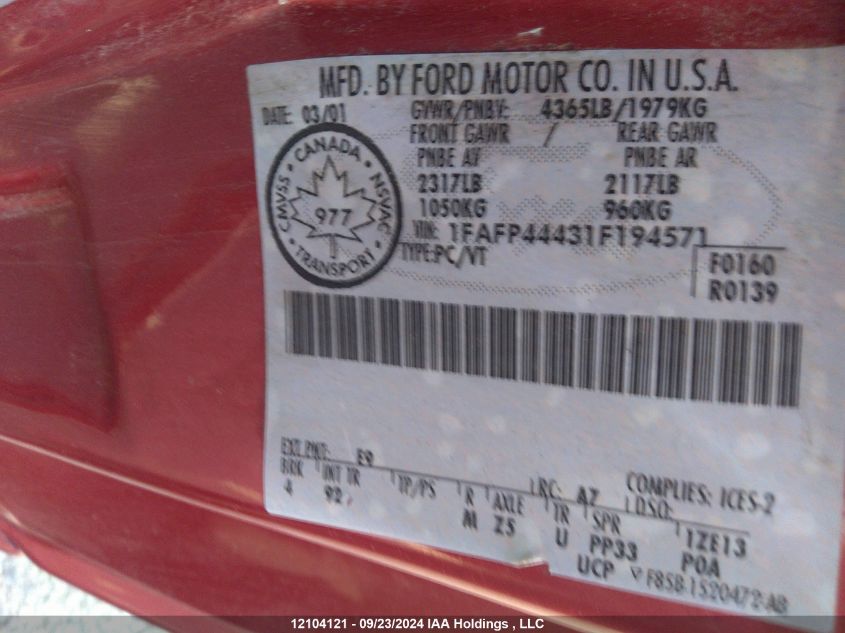 MFD. BY FORD MOTOR CO. IN U.S.A.
DATE: 03/01 GVWR/PNBV: 4365LB/1979KG
FRONT GAWR / REAR GAWR
PNBE AV PNBE AR
2317LB 2117LB
1050KG 960KG
VIN: 1FAFP44431F194571
TYPE:PC/VT
F0160
R0139
CANADA
CMVSS NSVAC
977
TRANSPORT
EXT. PNT: E9 RC: A7 COMPLIES: ICES-2
BRK INT TR TP/PS R AXLE TR SPR DSO:
4 92 M Z5 U PP33 1ZE13
UCP POA
▽ F85B-1520472-AB
12104121 - 09/23/2024 IAA Holdings , LLC